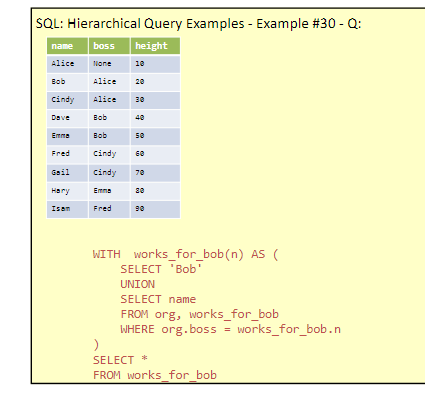 SQL: Hierarchical Query Examples - Example #30 - Q:
name boss height
Alice None 10
Bob Alice 20
Cindy Alice 30
Dave Bob 40
Emma Bob 50
Fred Cindy 60
Gail Cindy 70
Hary Emma 80
Isam Fred 90
WITH works_for_bob(n) AS (
SELECT 'Bob'
UNION
SELECT name
FROM org, works_for_bob
WHERE org.boss = works_for_bob.n
)
SELECT *
FROM works_for_bob